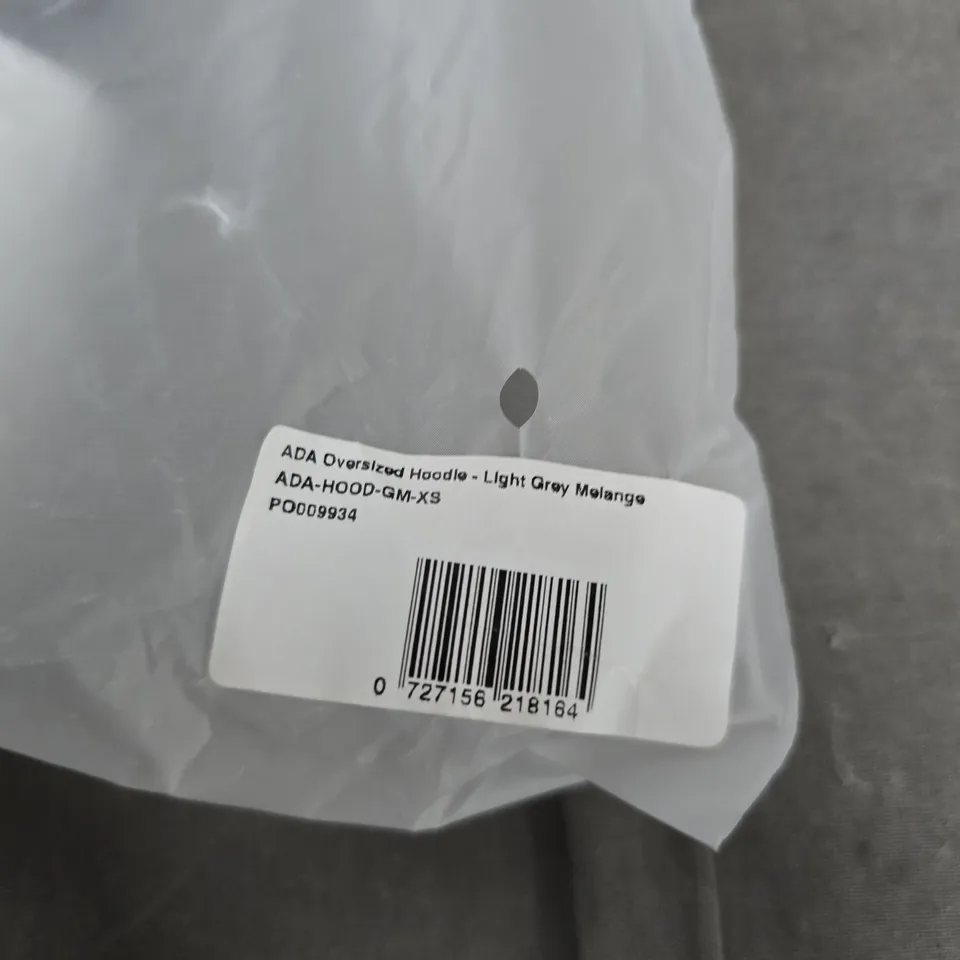 ADA Oversized Hoodie - Light Grey Melange
ADA-HOOD-GM-XS
PO009934
0 727156 218164